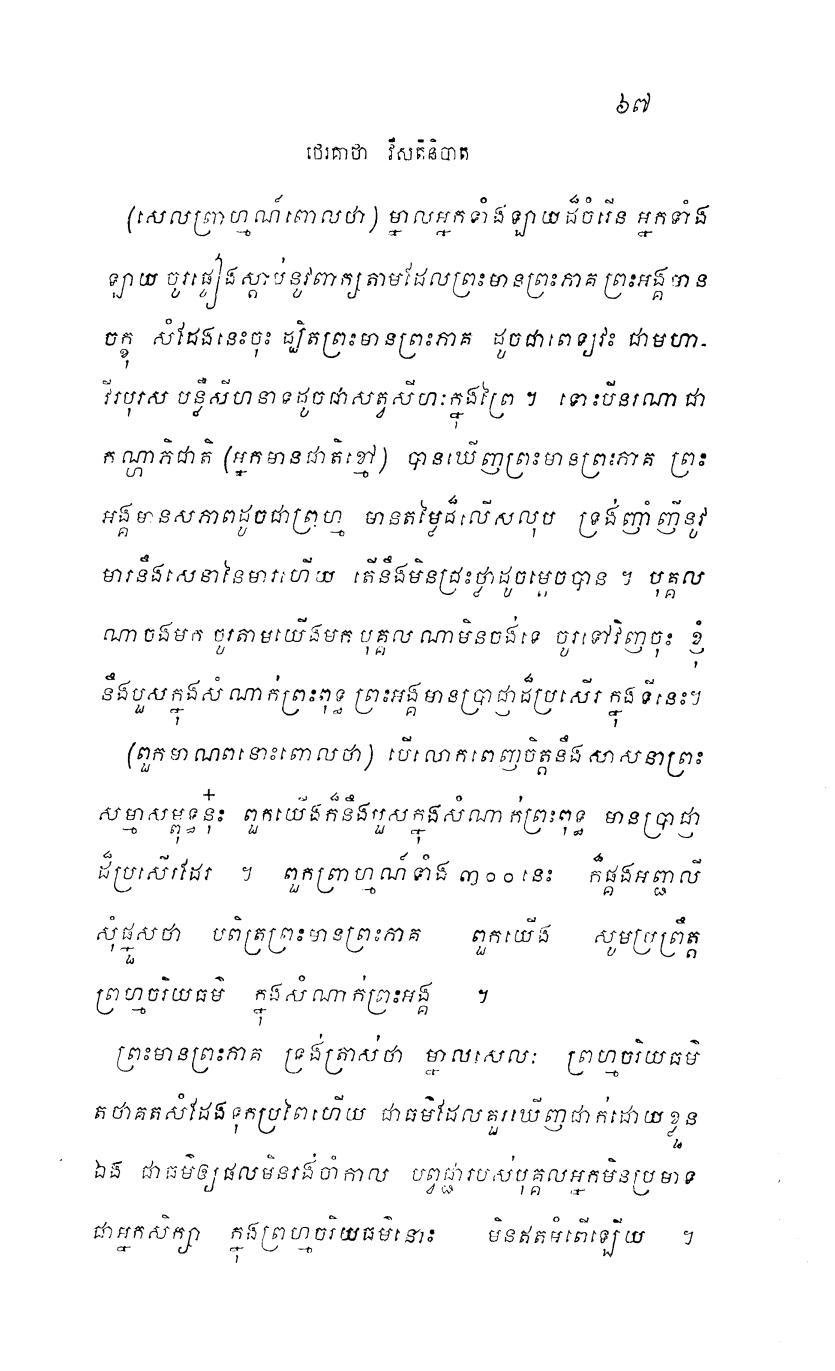 ៦៧
ថេរគាថា វីសតិនិបាត
(សេលព្រាហ្មណ៍ពោលថា) ម្នាលអ្នកទាំងឡាយដ៏ចំរើន អ្នកទាំង
ឡាយ ចូរផ្ទៀងស្តាប់នូវពាក្យតាមដែលព្រះមានព្រះភាគ ព្រះអង្គមាន
ចក្ខុ សំដែងនេះចុះ ដ្បិតព្រះមានព្រះភាគ ដូចជាពេទ្យវះ ជាមហា-
វីរបុរស បន្លឺសីហនាទដូចជាសត្វសីហៈក្នុងព្រៃ ។ ទោះបីនរណា ជា
កណ្ហាភិជាតិ (អ្នកមានជាតិខ្មៅ) បានឃើញព្រះមានព្រះភាគ ព្រះ
អង្គមានសភាពដូចជាព្រហ្ម មានតម្លៃដ៏លើសលុប ទ្រង់ញាំញីនូវ
មារនឹងសេនានៃមារហើយ តើនឹងមិនជ្រះថ្លាដូចម្តេចបាន ។ បុគ្គល
ណាចង់មក ចូរតាមយើងមក បុគ្គលណាមិនចង់ទេ ចូរទៅវិញចុះ ខ្ញុំ
នឹងបួសក្នុងសំណាក់ព្រះពុទ្ធ ព្រះអង្គមានប្រាជ្ញាដ៏ប្រសើរ ក្នុងទីនេះ។
(ពួកមាណពនោះពោលថា) បើលោកពេញចិត្តនឹងសាសនាព្រះ
សម្មាសម្ពុទ្ធនុ៎ះ ពួកយើងក៏នឹងបួសក្នុងសំណាក់ព្រះពុទ្ធ មានប្រាជ្ញា
ដ៏ប្រសើរដែរ ។ ពួកព្រាហ្មណ៍ទាំង ៣០០នេះ ក៏ផ្គងអញ្ជាលី
សុំផ្នួសថា បពិត្រព្រះមានព្រះភាគ ពួកយើង សូមប្រព្រឹត្ត
ព្រហ្មចរិយធម៌ ក្នុងសំណាក់ព្រះអង្គ ។
ព្រះមានព្រះភាគ ទ្រង់ត្រាស់ថា ម្នាលសេលៈ ព្រហ្មចរិយធម៌
តថាគតសំដែងទុកប្រពៃហើយ ជាធម៌ដែលគួរឃើញជាក់ដោយខ្លួន
ឯង ជាធម៌ឲ្យផលមិនរង់ចាំកាល បព្វជ្ជារបស់បុគ្គលអ្នកមិនប្រមាទ
ជាអ្នកសិក្សា ក្នុងព្រហ្មចរិយធម៌នោះ មិនឥតអំពើឡើយ ។